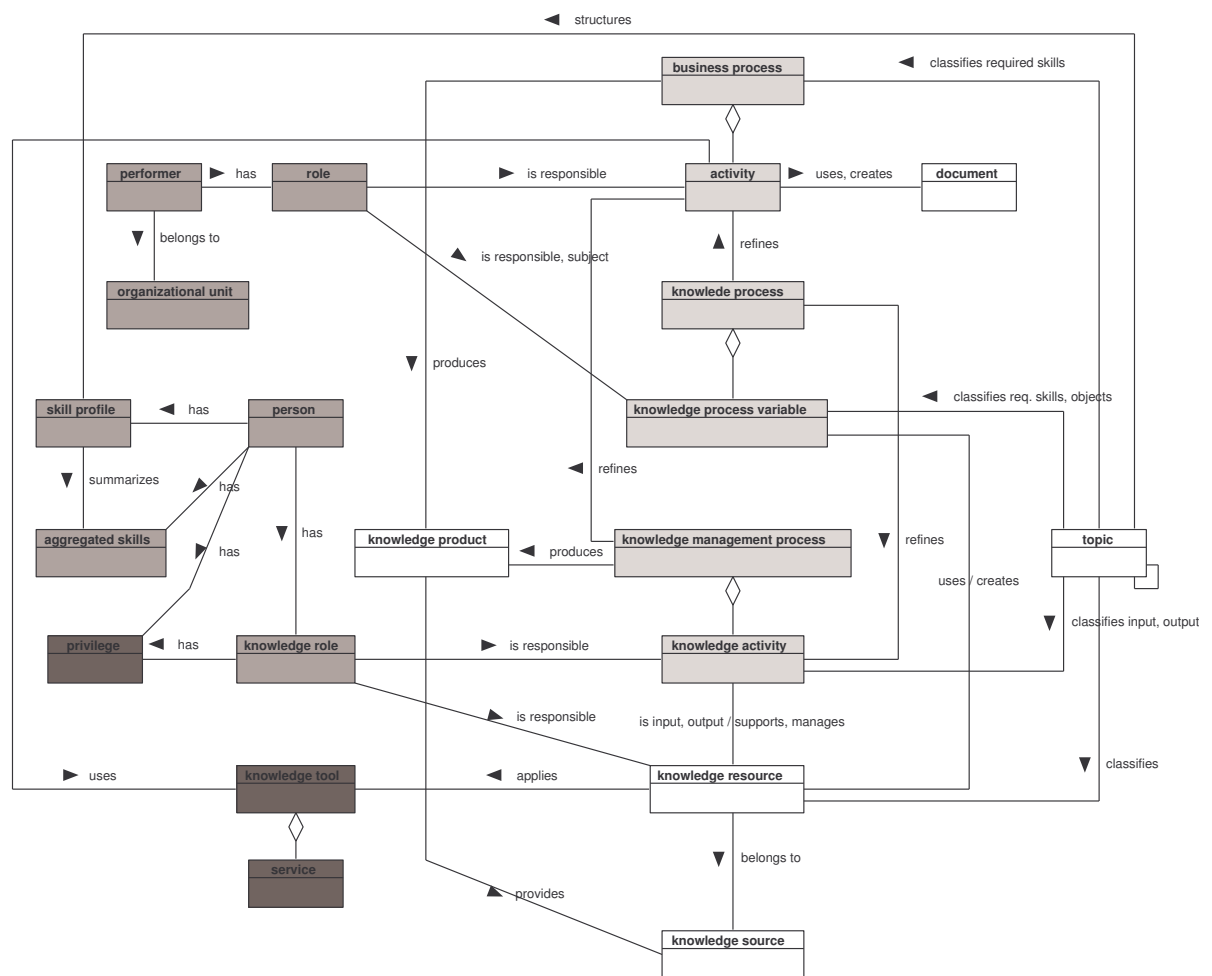 structures
classifies required skills
business process
performer
has
role
is responsible
activity
uses, creates
document
belongs to
refines
is responsible, subject
organizational unit
knowlede process
produces
classifies req. skills, objects
skill profile
has
person
knowledge process variable
refines
summarizes
has
aggregated skills
has
has
knowledge product
produces
knowledge management process
refines
topic
uses / creates
classifies input, output
privilege
has
knowledge role
is responsible
knowledge activity
is responsible
is input, output / supports, manages
uses
knowledge tool
applies
knowledge resource
classifies
service
belongs to
provides
knowledge source